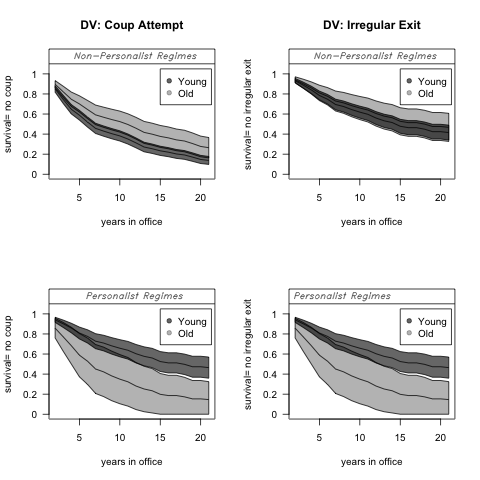 DV: Coup Attempt
DV: Irregular Exit
Non-Personalist Regimes
Non-Personalist Regimes
survival= no coup
1
0.8
0.6
0.4
0.2
0
Young
Old
5
10
15
20
years in office
survival= no irregular exit
1
0.8
0.6
0.4
0.2
0
Young
Old
5
10
15
20
years in office
Personalist Regimes
Personalist Regimes
survival= no coup
1
0.8
0.6
0.4
0.2
0
Young
Old
5
10
15
20
years in office
survival= no irregular exit
1
0.8
0.6
0.4
0.2
0
Young
Old
5
10
15
20
years in office